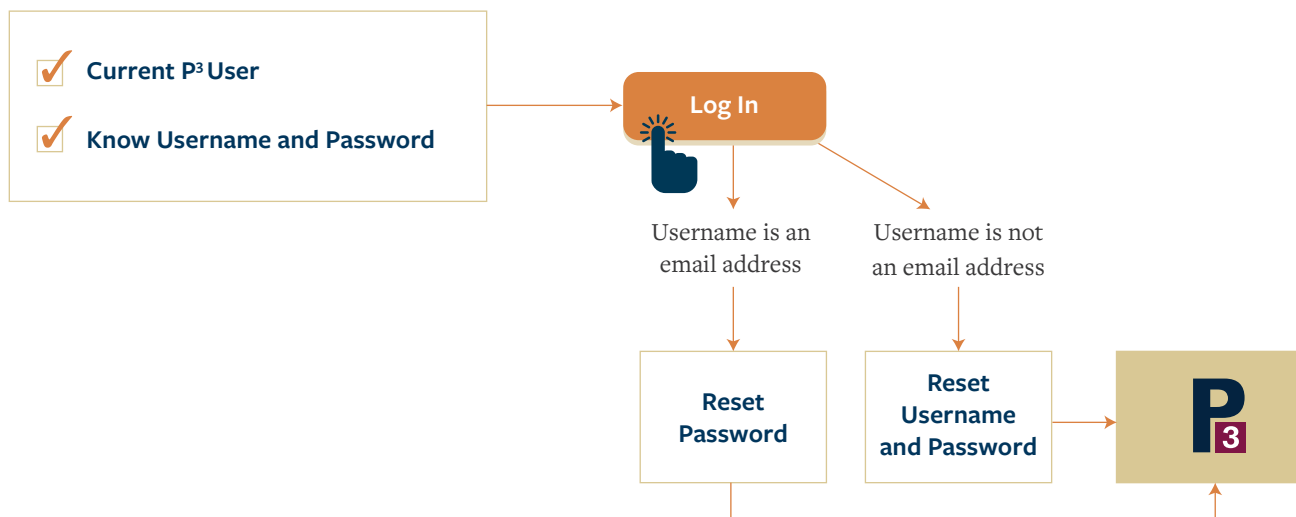 Current P³ User
Know Username and Password
Log In
Username is an
email address
Username is not
an email address
Reset
Password
Reset
Username
and Password
P3